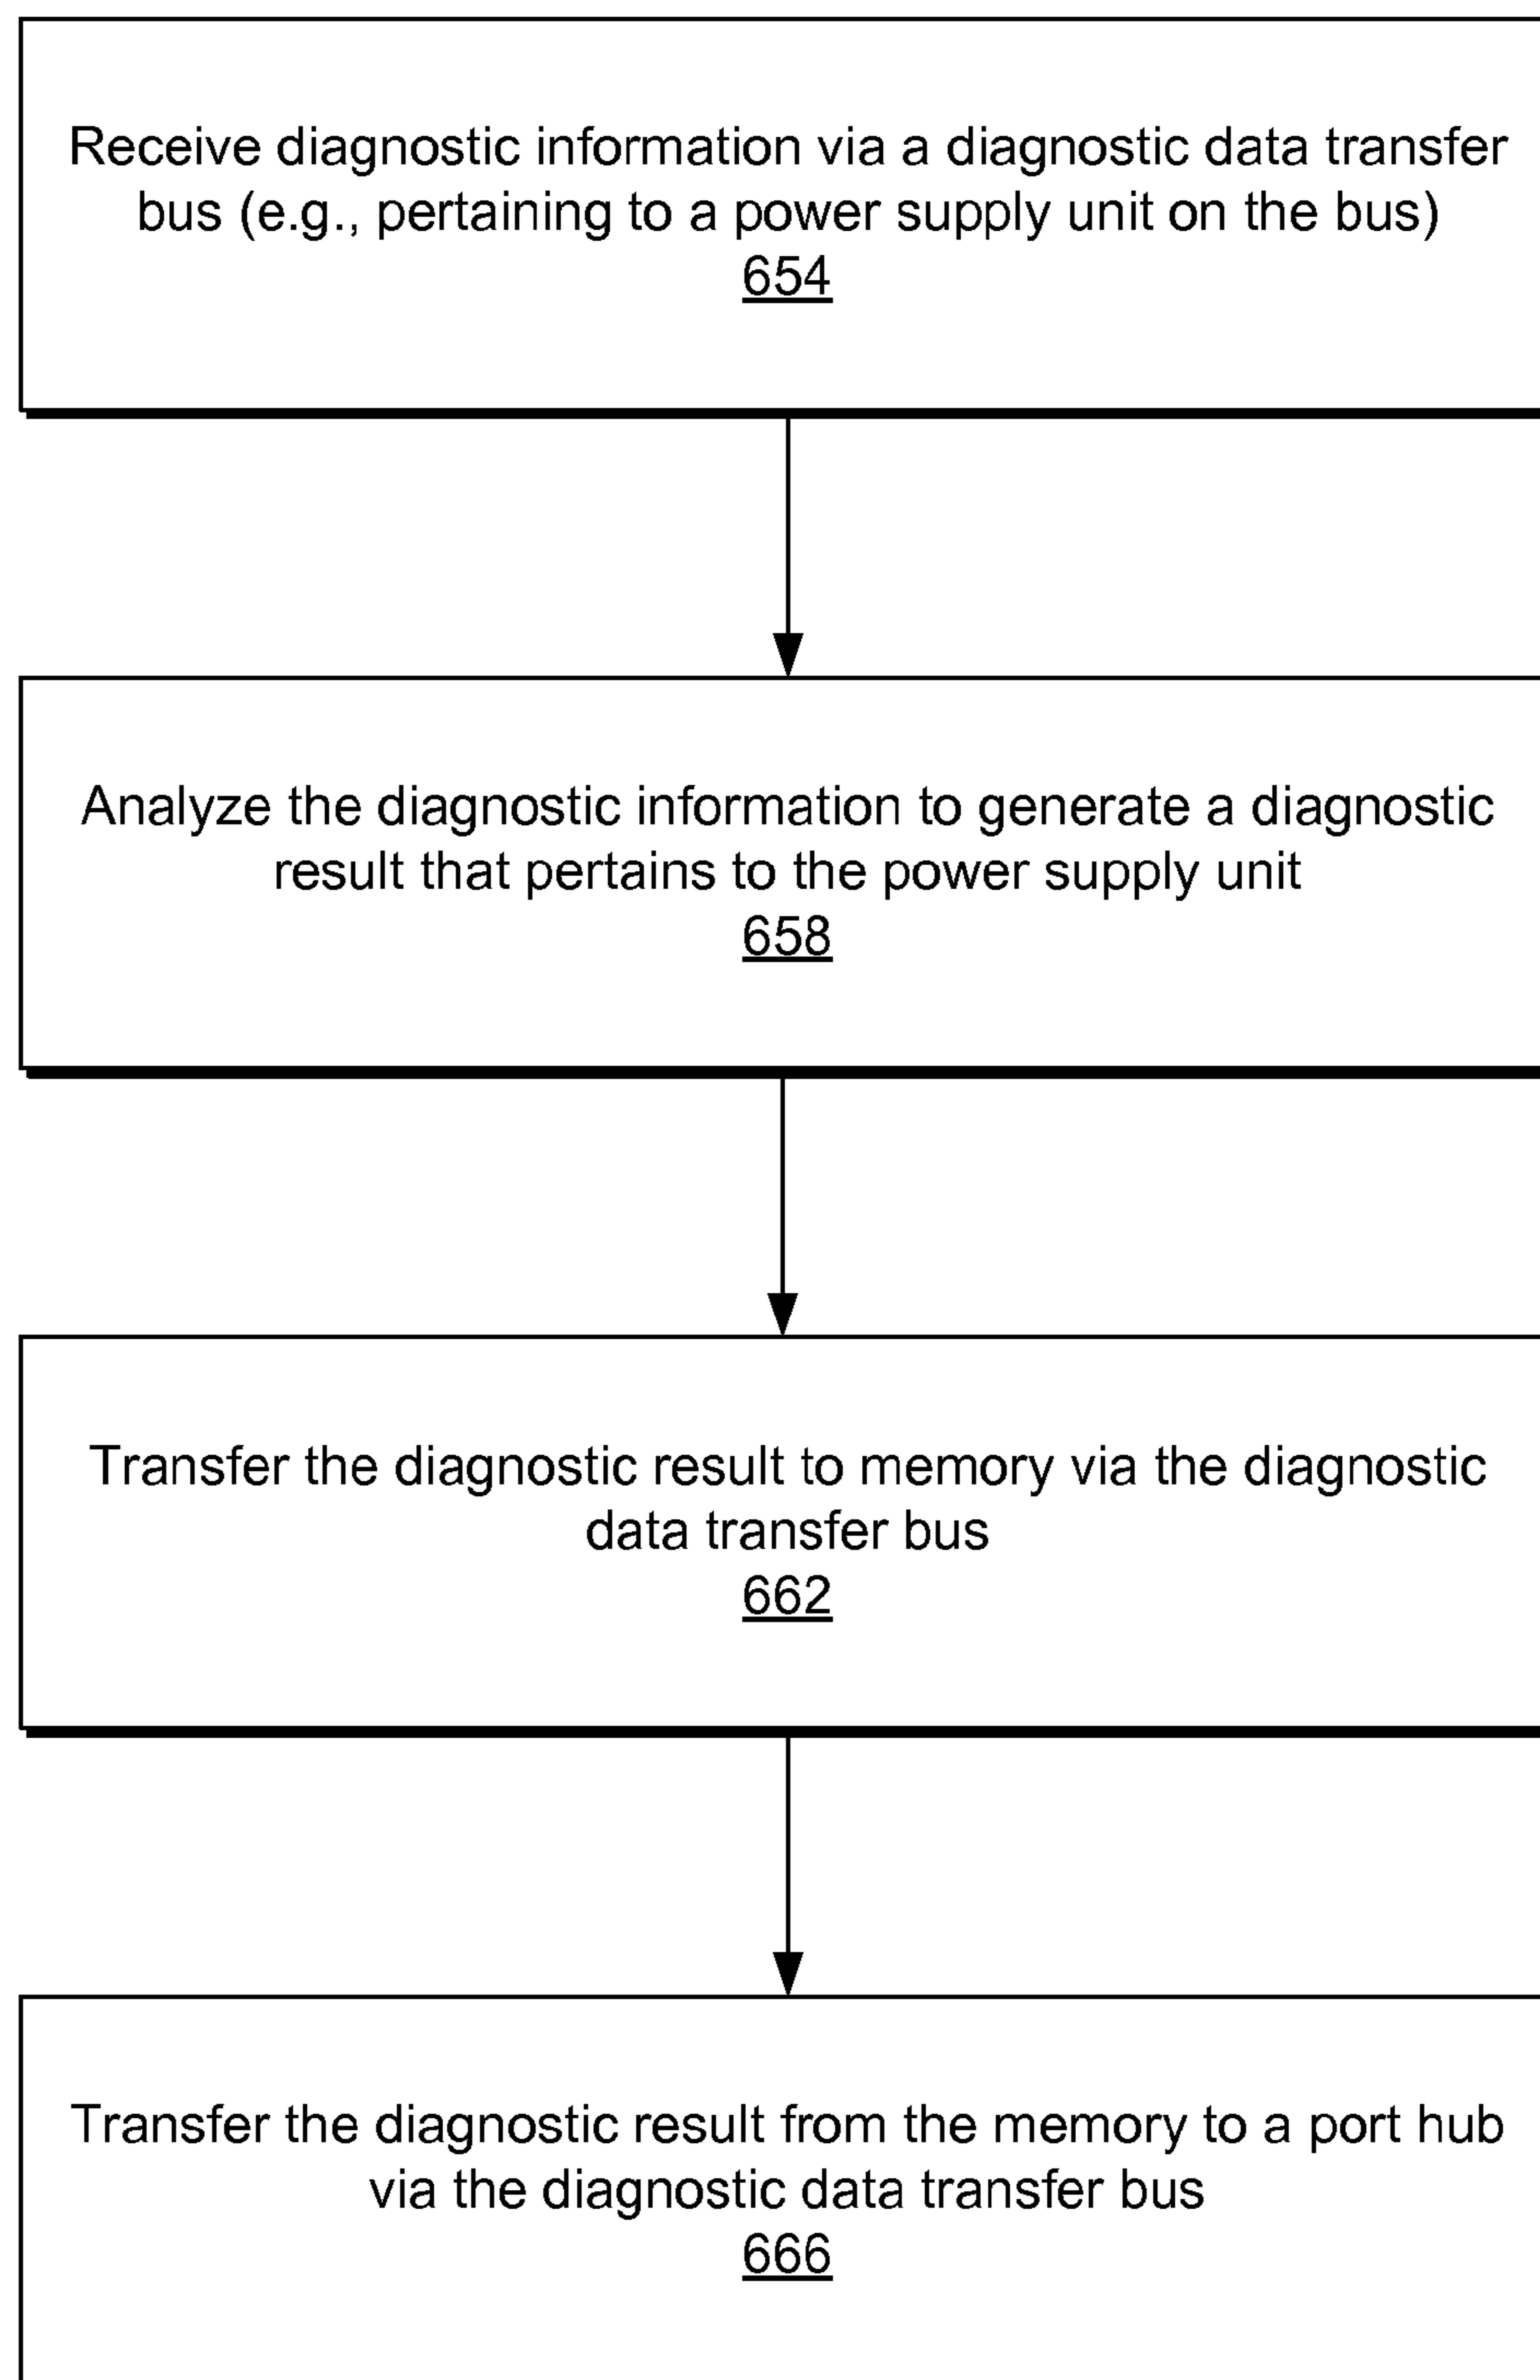 Receive diagnostic information via a diagnostic data transfer
bus (e.g., pertaining to a power supply unit on the bus)
654
Analyze the diagnostic information to generate a diagnostic
result that pertains to the power supply unit
658
Transfer the diagnostic result to memory via the diagnostic
data transfer bus
662
Transfer the diagnostic result from the memory to a port hub
via the diagnostic data transfer bus
666